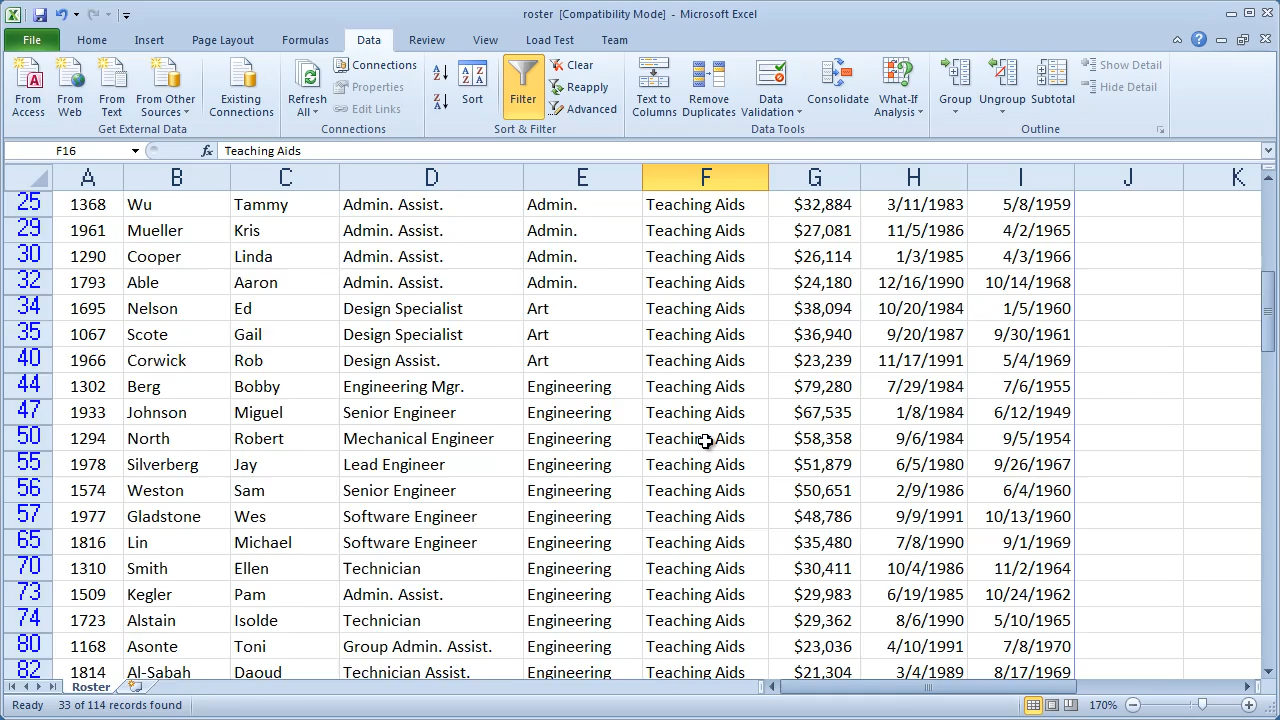 roster [Compatibility Mode] - Microsoft Excel
File Home Insert Page Layout Formulas Data Review View Load Test Team
From Access
From Web
From Text
From Other Sources
Existing Connections
Get External Data
Refresh All
Connections
Properties
Edit Links
Connections
Sort
Filter
Clear
Reapply
Advanced
Sort & Filter
Text to Columns
Remove Duplicates
Data Validation
Consolidate
What-If Analysis
Data Tools
Group
Ungroup
Subtotal
Show Detail
Hide Detail
Outline
F16 fx Teaching Aids
A B C D E F G H I J K
25 1368 Wu Tammy Admin. Assist. Admin. Teaching Aids $32,884 3/11/1983 5/8/1959
29 1961 Mueller Kris Admin. Assist. Admin. Teaching Aids $27,081 11/5/1986 4/2/1965
30 1290 Cooper Linda Admin. Assist. Admin. Teaching Aids $26,114 1/3/1985 4/3/1966
32 1793 Able Aaron Admin. Assist. Admin. Teaching Aids $24,180 12/16/1990 10/14/1968
34 1695 Nelson Ed Design Specialist Art Teaching Aids $38,094 10/20/1984 1/5/1960
35 1067 Scote Gail Design Specialist Art Teaching Aids $36,940 9/20/1987 9/30/1961
40 1966 Corwick Rob Design Assist. Art Teaching Aids $23,239 11/17/1991 5/4/1969
44 1302 Berg Bobby Engineering Mgr. Engineering Teaching Aids $79,280 7/29/1984 7/6/1955
47 1933 Johnson Miguel Senior Engineer Engineering Teaching Aids $67,535 1/8/1984 6/12/1949
50 1294 North Robert Mechanical Engineer Engineering Teaching Aids $58,358 9/6/1984 9/5/1954
55 1978 Silverberg Jay Lead Engineer Engineering Teaching Aids $51,879 6/5/1980 9/26/1967
56 1574 Weston Sam Senior Engineer Engineering Teaching Aids $50,651 2/9/1986 6/4/1960
57 1977 Gladstone Wes Software Engineer Engineering Teaching Aids $48,786 9/9/1991 10/13/1960
65 1816 Lin Michael Software Engineer Engineering Teaching Aids $35,480 7/8/1990 9/1/1969
70 1310 Smith Ellen Technician Engineering Teaching Aids $30,411 10/4/1986 11/2/1964
73 1509 Kegler Pam Admin. Assist. Engineering Teaching Aids $29,983 6/19/1985 10/24/1962
74 1723 Alstain Isolde Technician Engineering Teaching Aids $29,362 8/6/1990 5/10/1965
80 1168 Asonte Toni Group Admin. Assist. Engineering Teaching Aids $23,036 4/10/1991 7/8/1970
82 1814 Al-Sabah Daoud Technician Assist. Engineering Teaching Aids $21,304 3/4/1989 8/17/1969
Roster
Ready 33 of 114 records found 170%